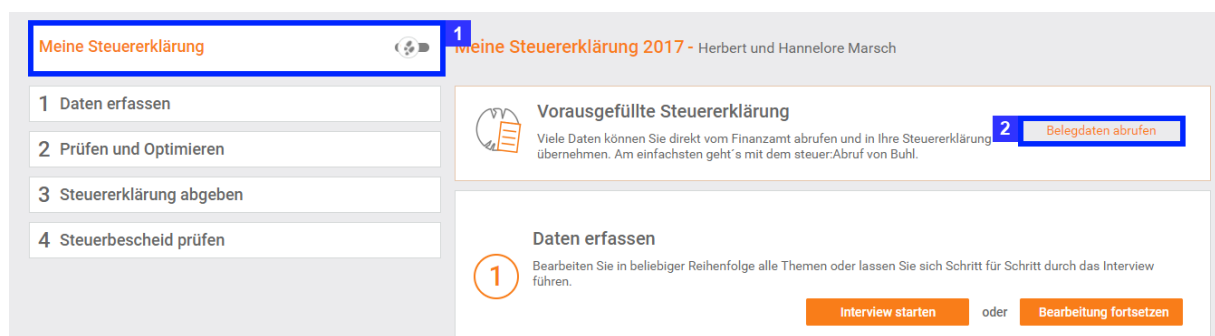 Meine Steuererklärung
1
1 Daten erfassen
2 Prüfen und Optimieren
3 Steuererklärung abgeben
4 Steuerbescheid prüfen
Meine Steuererklärung 2017 - Herbert und Hannelore Marsch
Vorausgefüllte Steuererklärung
Viele Daten können Sie direkt vom Finanzamt abrufen und in Ihre Steuererklärung
übernehmen. Am einfachsten geht´s mit dem steuer:Abruf von Buhl.
2
Belegdaten abrufen
1
Daten erfassen
Bearbeiten Sie in beliebiger Reihenfolge alle Themen oder lassen Sie sich Schritt für Schritt durch das Interview
führen.
Interview starten oder Bearbeitung fortsetzen